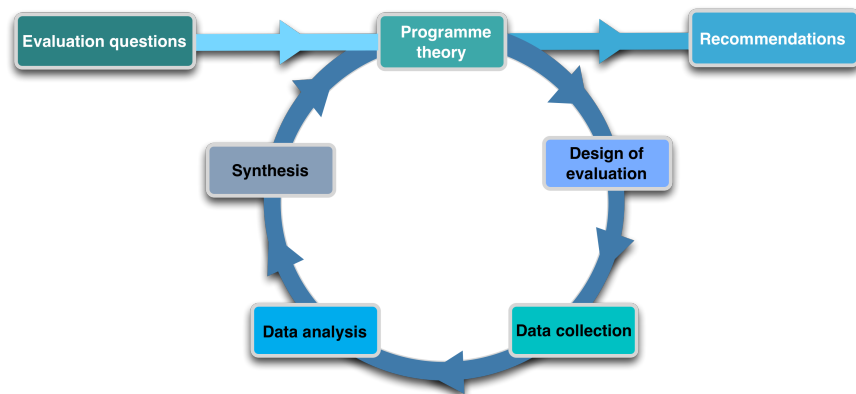 Evaluation questions
Programme
theory
Recommendations
Synthesis
Design of
evaluation
Data analysis
Data collection